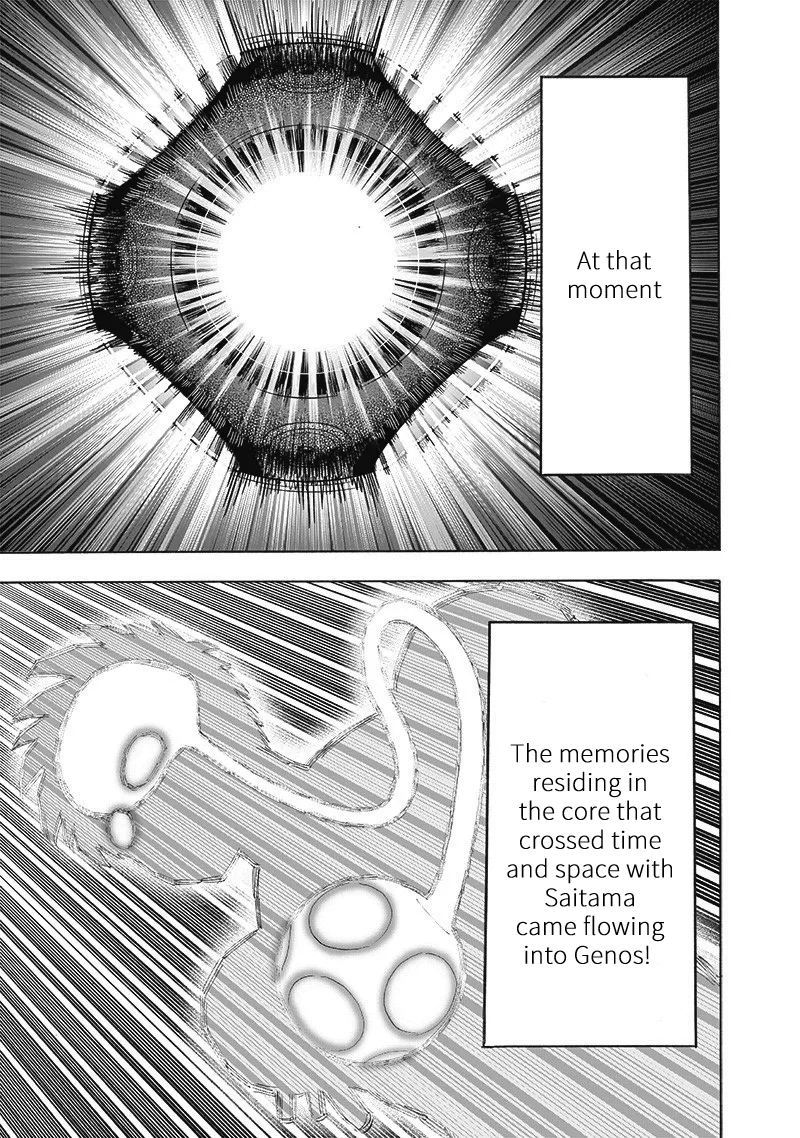 At that
moment
The memories
residing in
the core that
crossed time
and space with
Saitama
came flowing
into Genos!